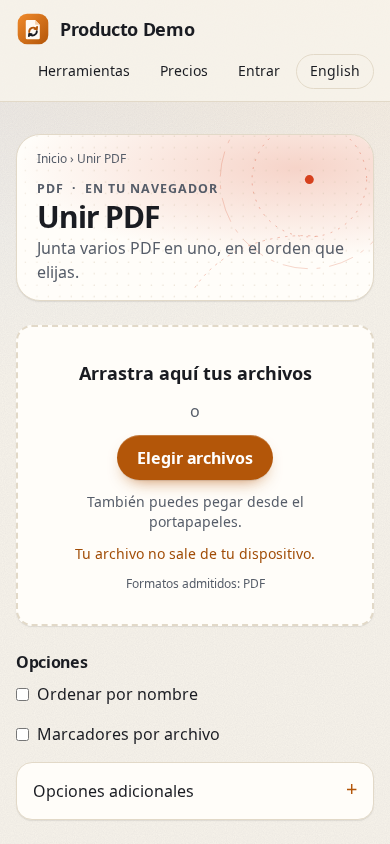 Producto Demo
Herramientas Precios Entrar English
Inicio › Unir PDF
PDF · EN TU NAVEGADOR
Unir PDF
Junta varios PDF en uno, en el orden que
elijas.
Arrastra aquí tus archivos
o
Elegir archivos
También puedes pegar desde el
portapapeles.
Tu archivo no sale de tu dispositivo.
Formatos admitidos: PDF
Opciones
Ordenar por nombre
Marcadores por archivo
Opciones adicionales +